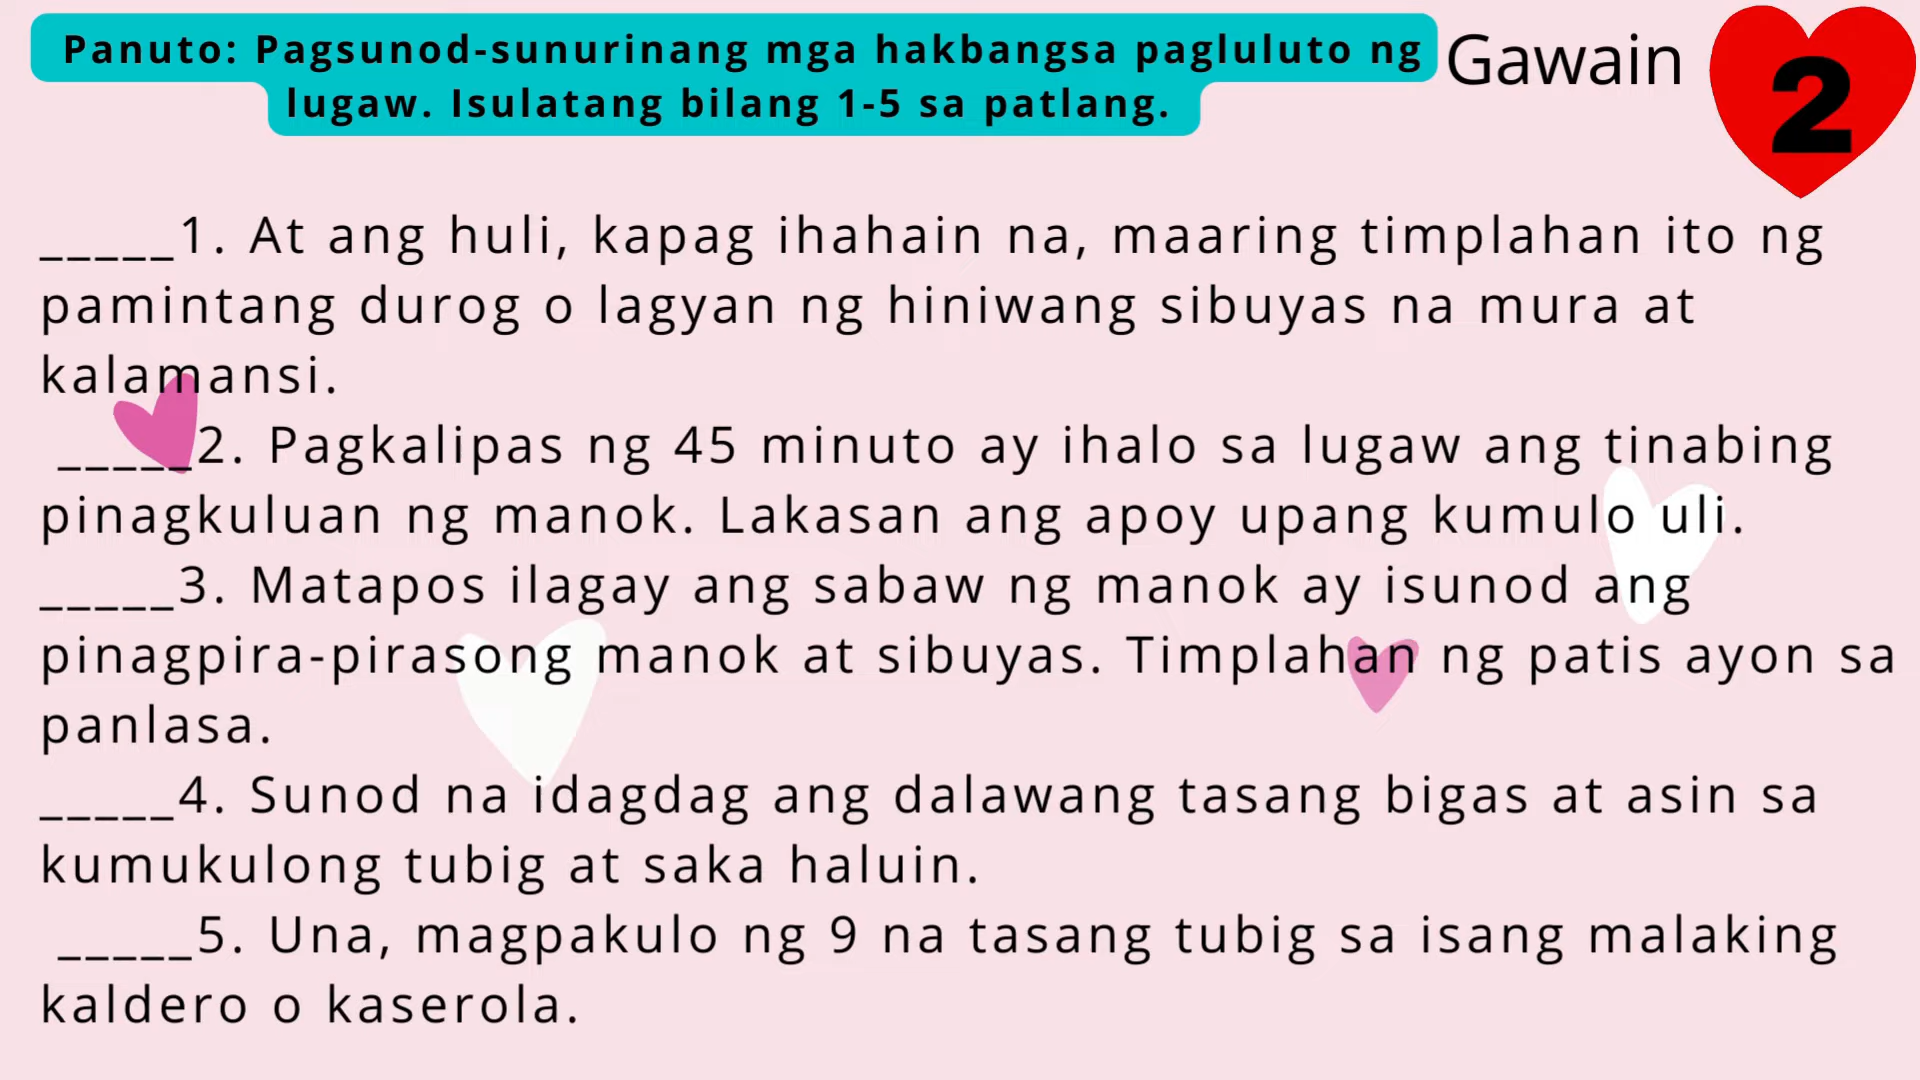 Panuto: Pagsunod-sunurinang mga hakbangsa pagluluto ng
lugaw. Isulatang bilang 1-5 sa patlang.
Gawain
2
_____1. At ang huli, kapag ihahain na, maaring timplahan ito ng
pamintang durog o lagyan ng hiniwang sibuyas na mura at
kalamansi.
_____2. Pagkalipas ng 45 minuto ay ihalo sa lugaw ang tinabing
pinagkuluan ng manok. Lakasan ang apoy upang kumulo uli.
_____3. Matapos ilagay ang sabaw ng manok ay isunod ang
pinagpira-pirasong manok at sibuyas. Timplahan ng patis ayon sa
panlasa.
_____4. Sunod na idagdag ang dalawang tasang bigas at asin sa
kumukulong tubig at saka haluin.
_____5. Una, magpakulo ng 9 na tasang tubig sa isang malaking
kaldero o kaserola.